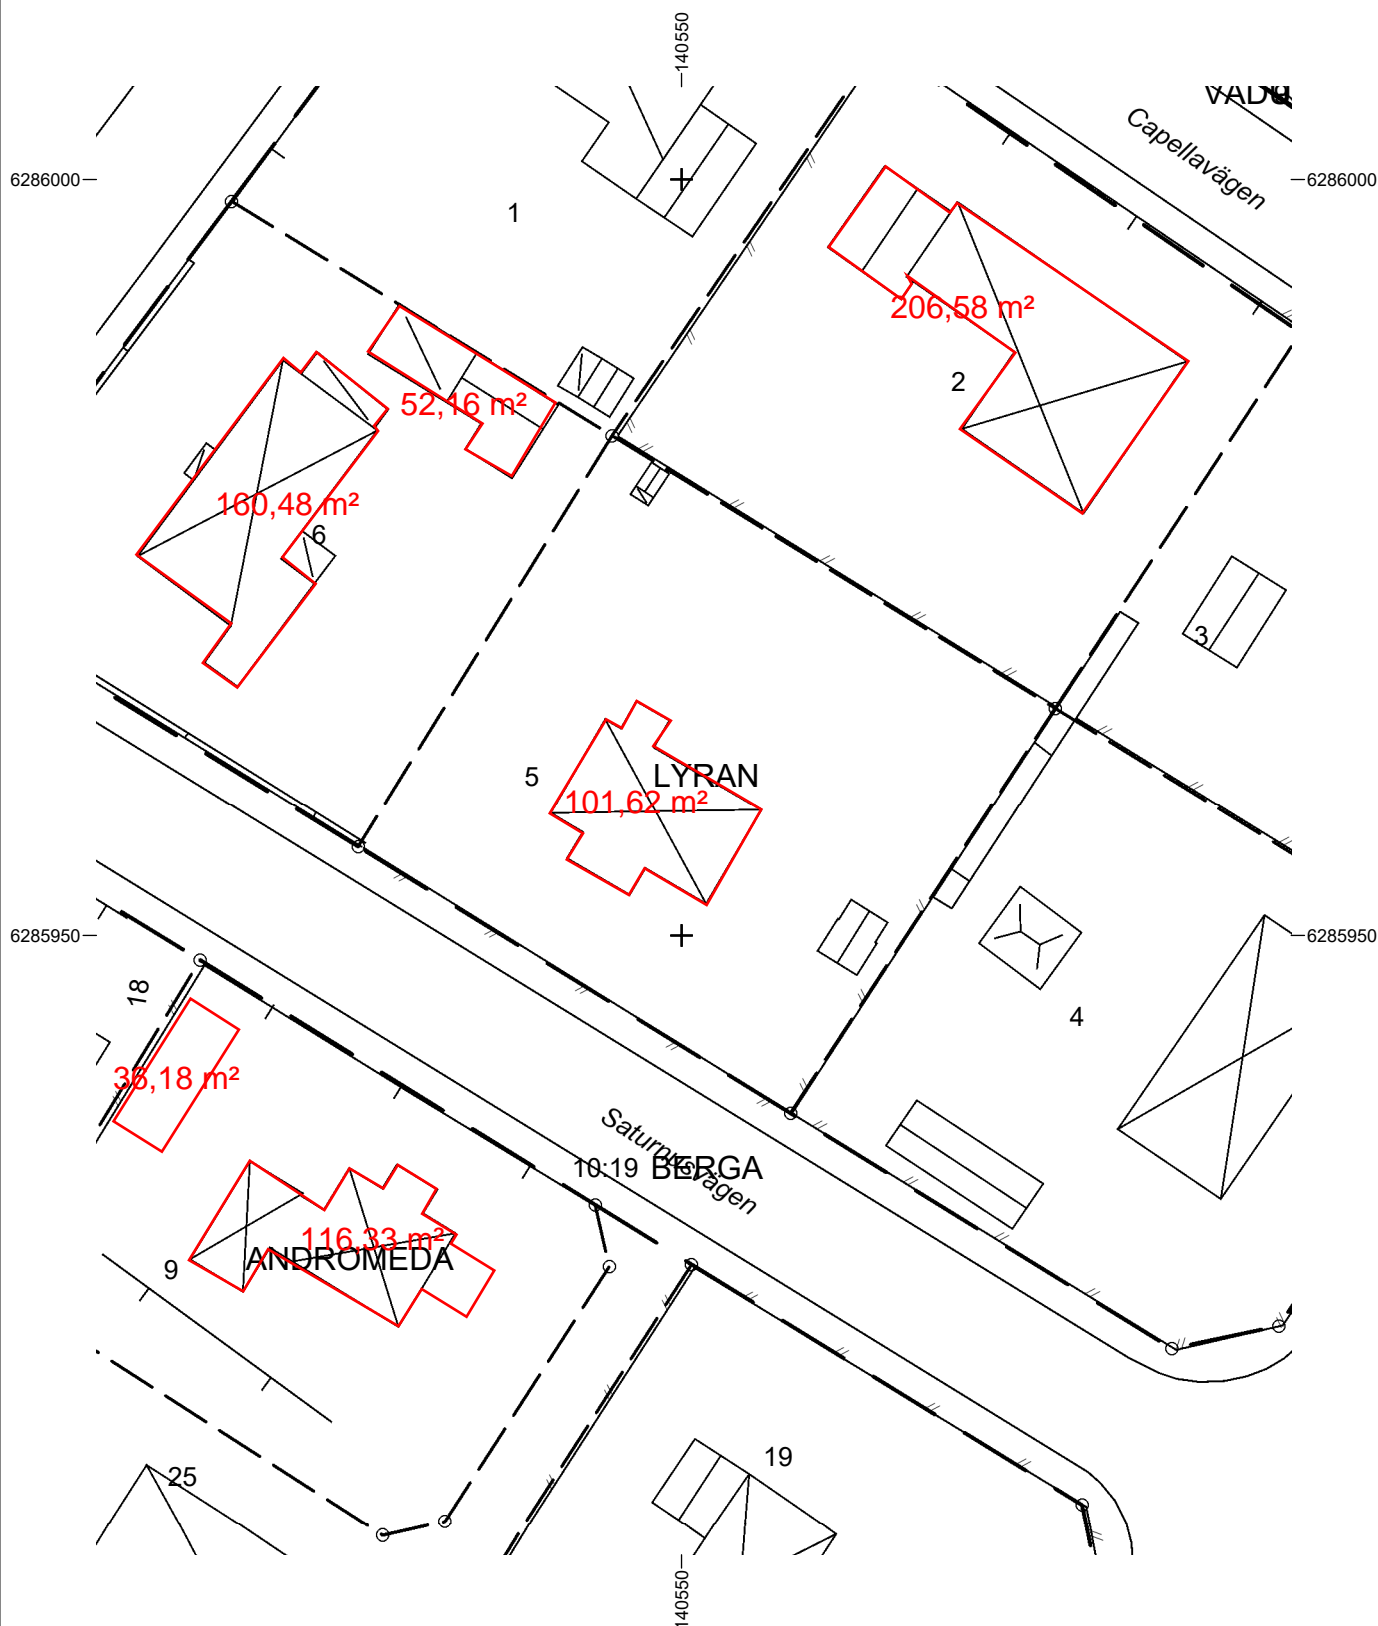 140550
VADU
Capellavägen
6286000
6286000
1
206,58 m²
2
52,16 m²
160,48 m²
6
3
LYRAN
5
101,62 m²
6285950
6285950
18
4
36,18 m²
Saturnusvägen
10:19 BERGA
116,33 m²
ANDROMEDA
9
19
25
140550